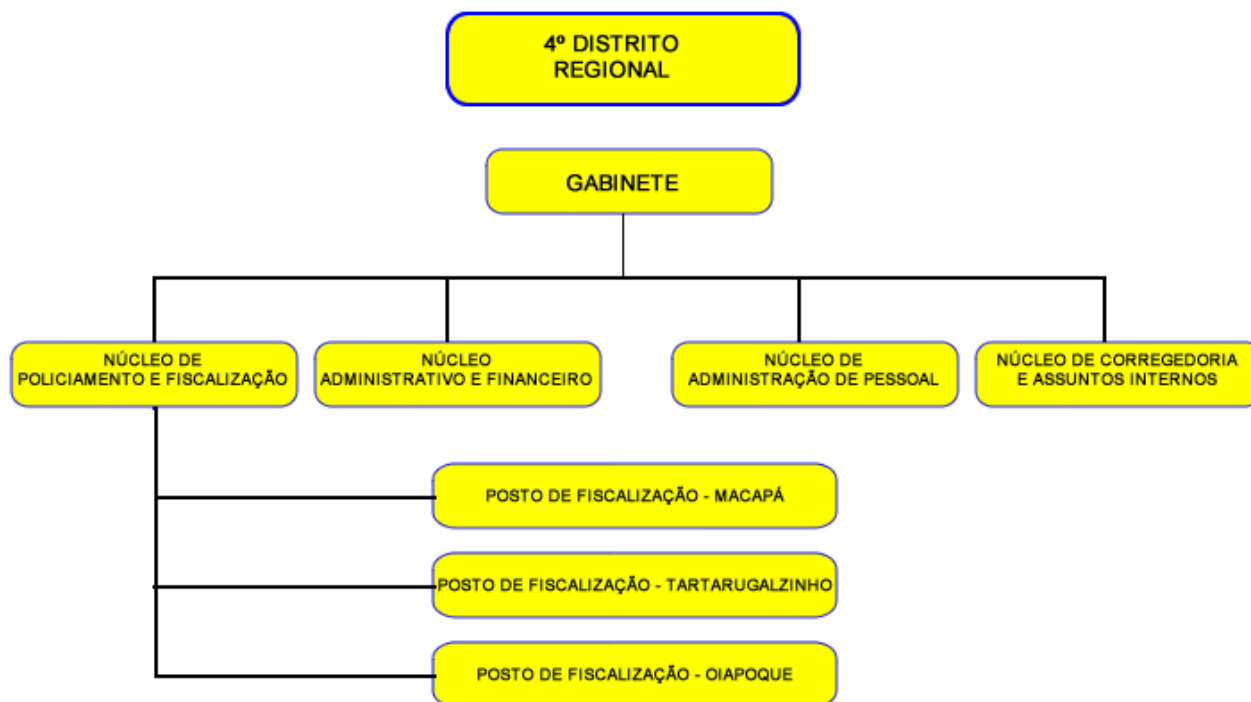 4º DISTRITO
REGIONAL
GABINETE
NÚCLEO DE
POLICIAMENTO E FISCALIZAÇÃO
NÚCLEO
ADMINISTRATIVO E FINANCEIRO
NÚCLEO DE
ADMINISTRAÇÃO DE PESSOAL
NÚCLEO DE CORREGEDORIA
E ASSUNTOS INTERNOS
POSTO DE FISCALIZAÇÃO - MACAPÁ
POSTO DE FISCALIZAÇÃO - TARTARUGALZINHO
POSTO DE FISCALIZAÇÃO - OIAPOQUE